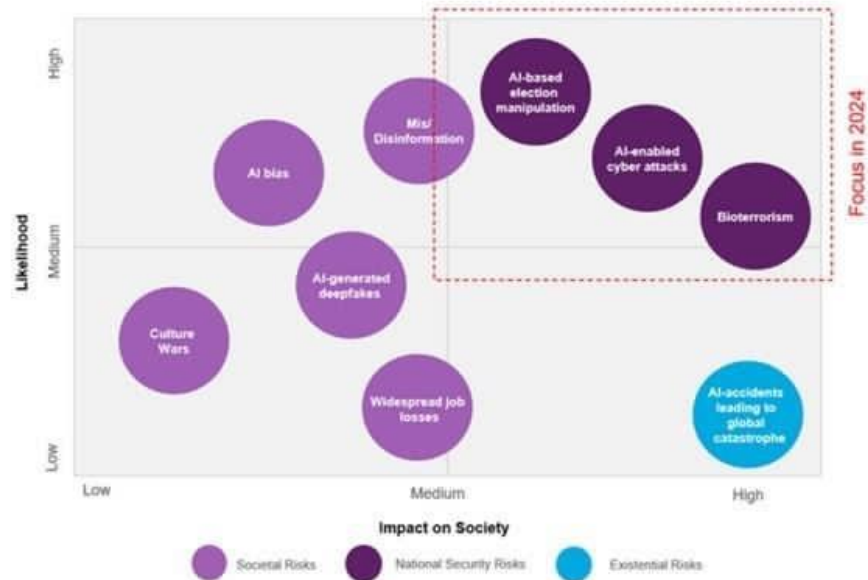 High
Medium
Low
Likelihood
AI-based
election
manipulation
Mis/
Disinformation
AI-enabled
cyber attacks
AI bias
Bioterrorism
AI-generated
deepfakes
Culture
Wars
Widespread job
losses
AI-accidents
leading to
global
catastrophe
Focus in 2024
Low
Medium
High
Impact on Society
Societal Risks
National Security Risks
Existential Risks